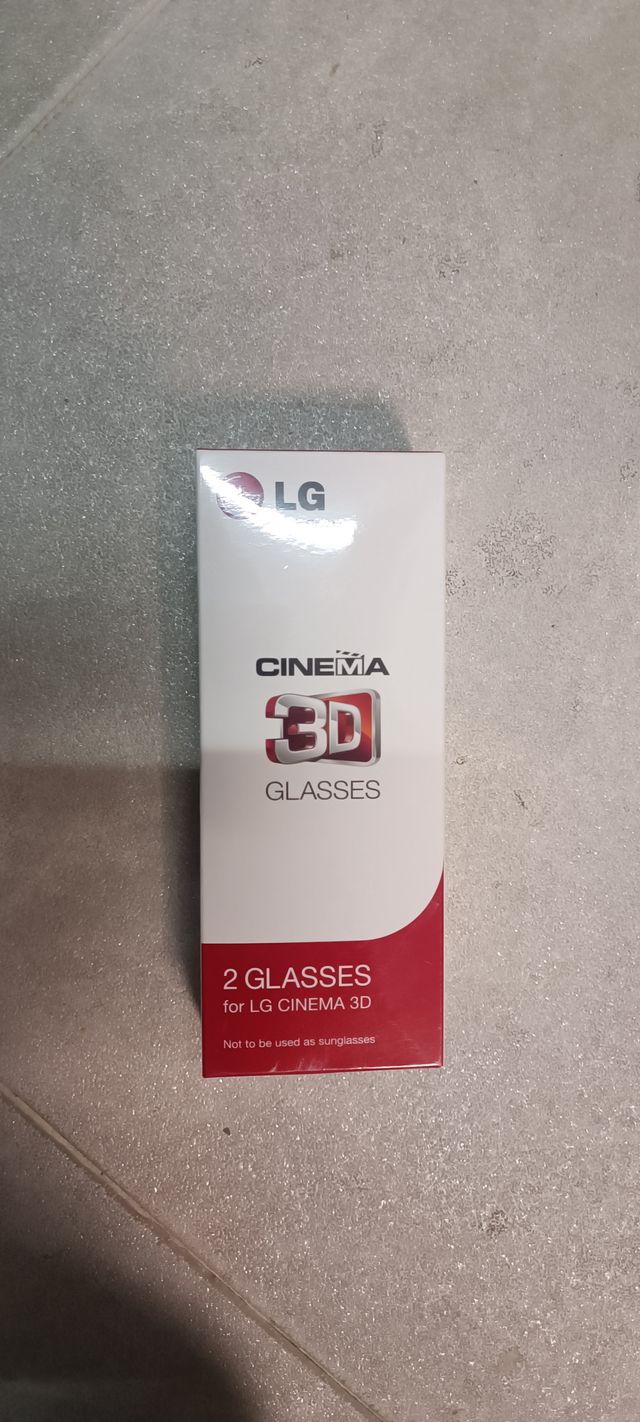 LG
CINEMA
3D
GLASSES
2 GLASSES
for LG CINEMA 3D
Not to be used as sunglasses